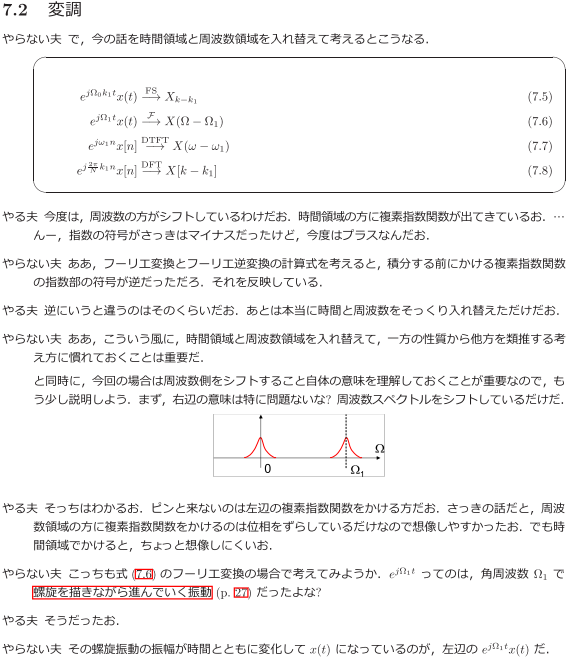 7.2 変調
やらない夫 で，今の話を時間領域と周波数領域を入れ替えて考えるとこうなる．
e^{jΩ_0 k_1 t} x(t) \overset{FS}{⟶} X_{k−k_1} (7.5)
e^{jΩ_1 t} x(t) \overset{ℱ}{⟶} X(Ω − Ω_1) (7.6)
e^{jω_1 n} x[n] \overset{DTFT}{⟶} X(ω − ω_1) (7.7)
e^{j\frac{2π}{N} k_1 n} x[n] \overset{DFT}{⟶} X[k − k_1] (7.8)
やる夫 今度は，周波数の方がシフトしているわけだお．時間領域の方に複素指数関数が出てきているお．…
んー，指数の符号がさっきはマイナスだったけど，今度はプラスなんだお．
やらない夫 ああ，フーリエ変換とフーリエ逆変換の計算式を考えると，積分する前にかける複素指数関数
の指数部の符号が逆だっただろ．それを反映している．
やる夫 逆にいうと違うのはそのくらいだお．あとは本当に時間と周波数をそっくり入れ替えただけだお．
やらない夫 ああ，こういう風に，時間領域と周波数領域を入れ替えて，一方の性質から他方を類推する考
え方に慣れておくことは重要だ．
と同時に，今回の場合は周波数側をシフトすること自体の意味を理解しておくことが重要なので，も
う少し説明しよう．まず，右辺の意味は特に問題ないな? 周波数スペクトルをシフトしているだけだ．
Ω
0 Ω_1
やる夫 そっちはわかるお．ピンと来ないのは左辺の複素指数関数をかける方だお．さっきの話だと，周波
数領域の方に複素指数関数をかけるのは位相をずらしているだけなので想像しやすかったお．でも時
間領域でかけると，ちょっと想像しにくいお．
やらない夫 こっちも式 (7.6) のフーリエ変換の場合で考えてみようか．e^{jΩ_1 t} ってのは，角周波数 Ω_1 で
螺旋を描きながら進んでいく振動 (p. 27) だったよな?
やる夫 そうだったお．
やらない夫 その螺旋振動の振幅が時間とともに変化して x(t) になっているのが，左辺の e^{jΩ_1 t}x(t) だ．